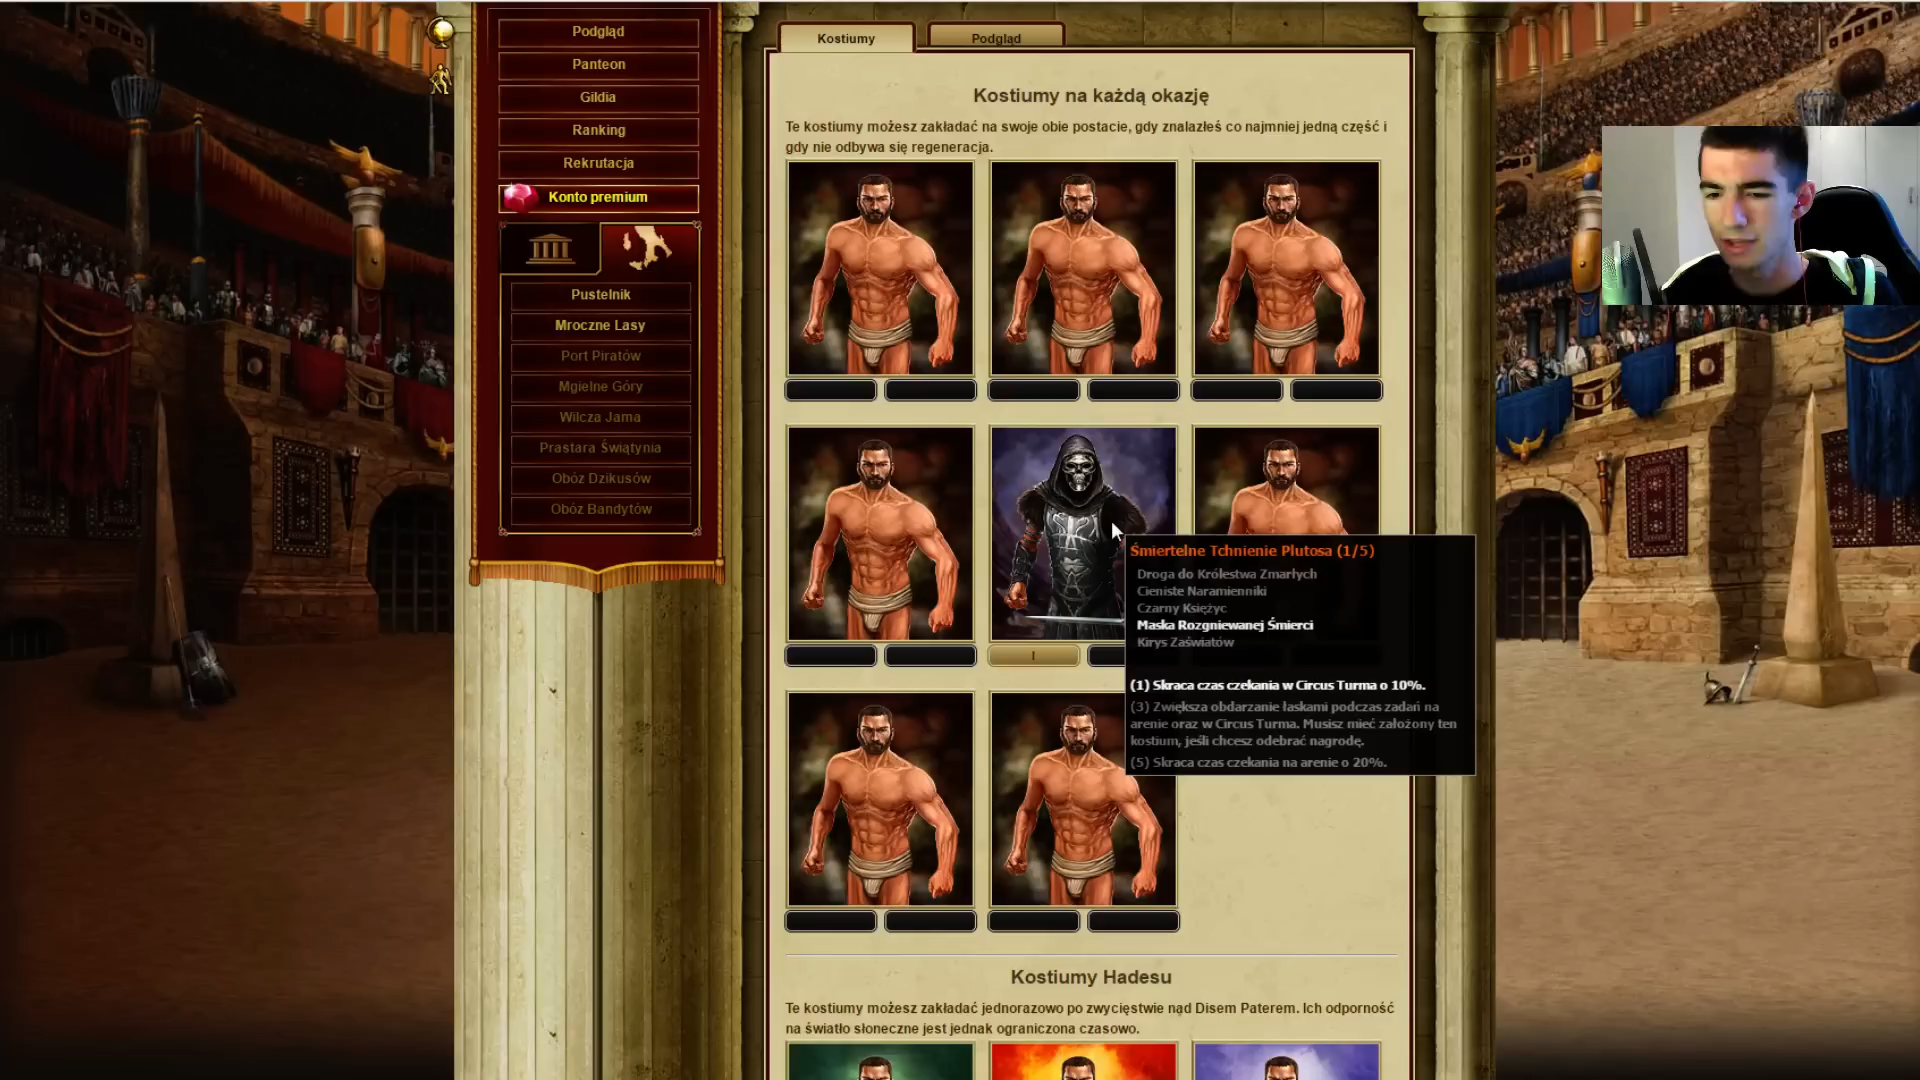 Podgląd
Panteon
Gildia
Ranking
Rekrutacja
Konto premium
Pustelnik
Mroczne Lasy
Port Piratów
Mgielne Góry
Wilcza Jama
Prastara Świątynia
Obóz Dzikusów
Obóz Bandytów
Kostiumy
Podgląd
Kostiumy na każdą okazję
Te kostiumy możesz zakładać na swoje obie postacie, gdy znalazłeś co najmniej jedną część i
gdy nie odbywa się regeneracja.
I
Śmiertelne Tchnienie Plutosa (1/5)
Droga do Królestwa Zmarłych
Cieniste Naramienniki
Czarny Księżyc
Maska Rozgniewanej Śmierci
Kirys Zaświatów
(1) Skraca czas czekania w Circus Turma o 10%.
(3) Zwiększa obdarzanie łaskami podczas zadań na
arenie oraz w Circus Turma. Musisz mieć założony ten
kostium, jeśli chcesz odebrać nagrodę.
(5) Skraca czas czekania na arenie o 20%.
Kostiumy Hadesu
Te kostiumy możesz zakładać jednorazowo po zwycięstwie nad Disem Paterem. Ich odporność
na światło słoneczne jest jednak ograniczona czasowo.